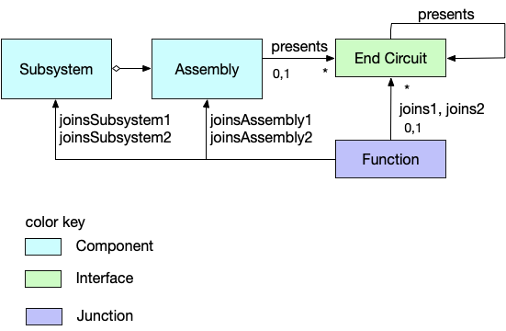 presents
Subsystem
Assembly
presents
0,1
*
End Circuit
joinsSubsystem1
joinsSubsystem2
joinsAssembly1
joinsAssembly2
*
joins1, joins2
0,1
Function
color key
Component
Interface
Junction